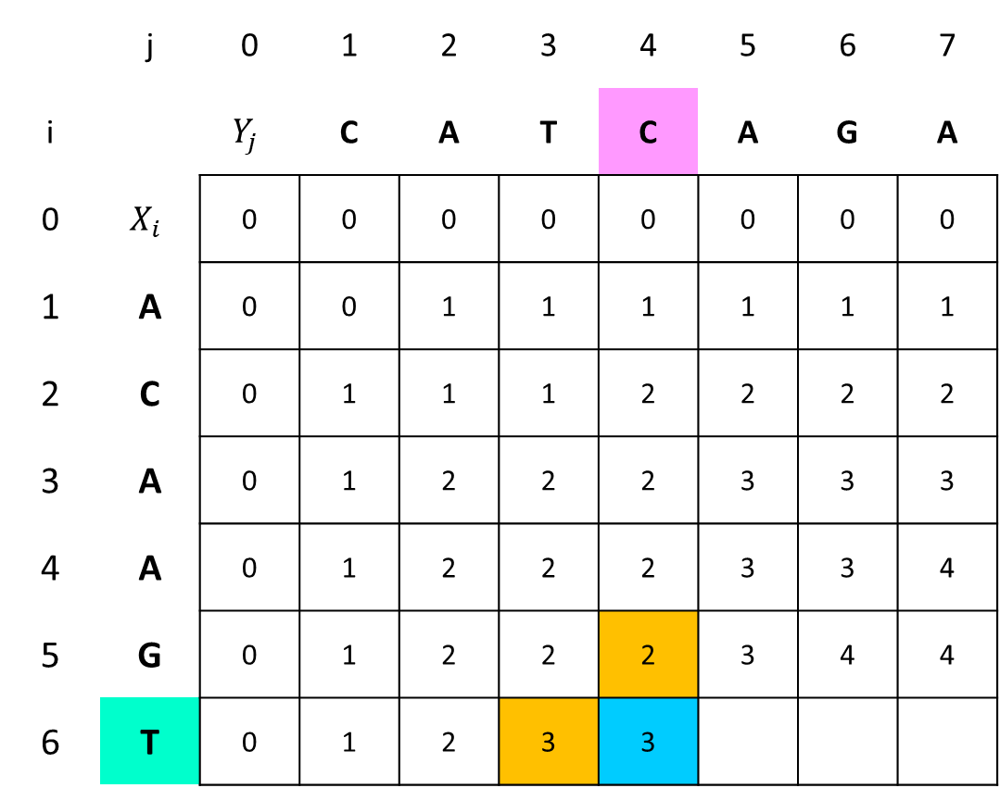 j 0 1 2 3 4 5 6 7
i Yj C A T C A G A
0 Xi 0 0 0 0 0 0 0 0
1 A 0 0 1 1 1 1 1 1
2 C 0 1 1 1 2 2 2 2
3 A 0 1 2 2 2 3 3 3
4 A 0 1 2 2 2 3 3 4
5 G 0 1 2 2 2 3 4 4
6 T 0 1 2 3 3